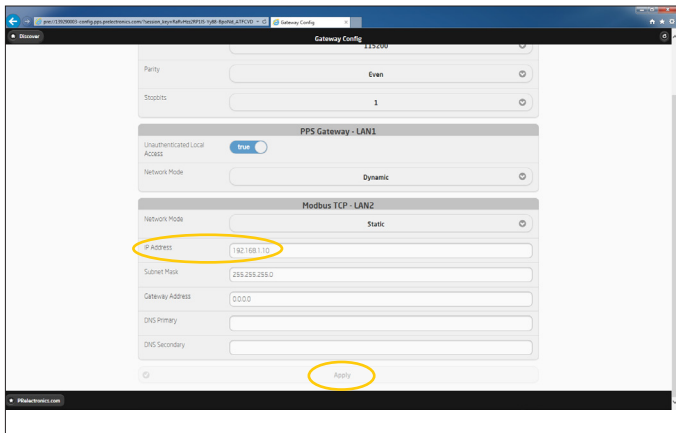 Gateway Config
Discover
Gateway Config
115200
Parity
Even
Stopbits
1
PPS Gateway - LAN1
Unauthenticated Local
Access
true
Network Mode
Dynamic
Modbus TCP - LAN2
Network Mode
Static
IP Address
192.168.1.10
Subnet Mask
255.255.255.0
Gateway Address
0.0.0.0
DNS Primary
DNS Secondary
Apply
PRelectronics.com